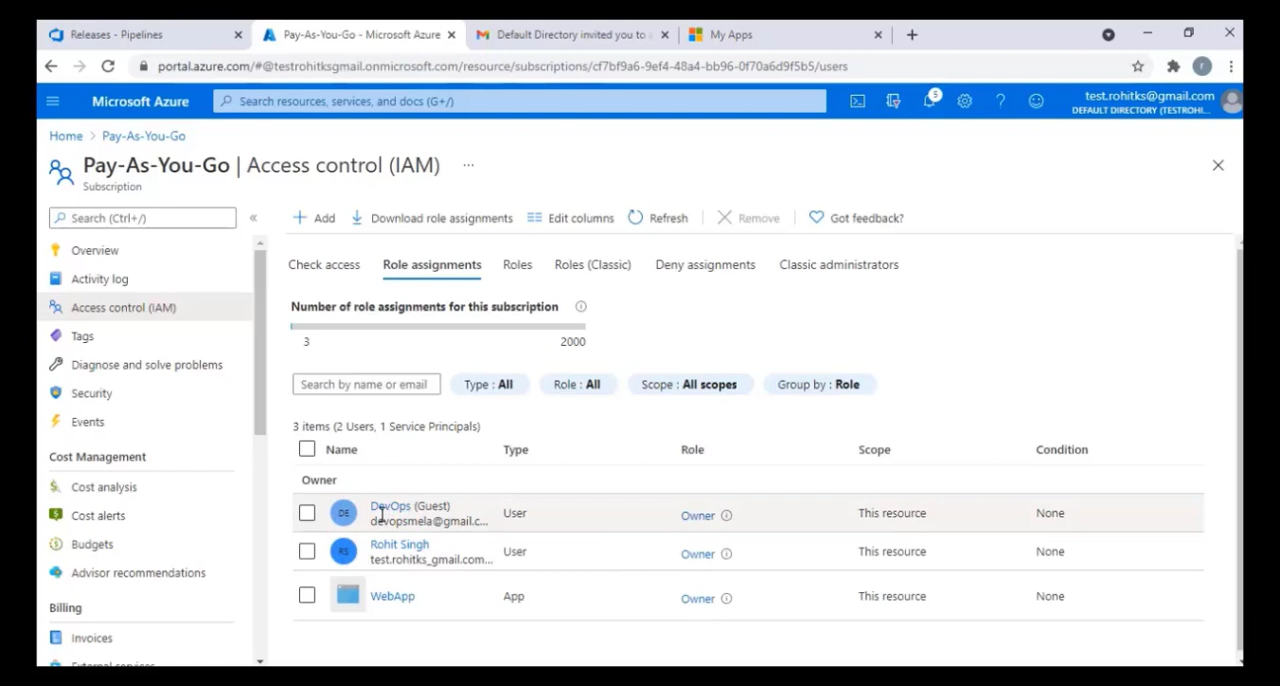 Releases - Pipelines
Pay-As-You-Go - Microsoft Azure
Default Directory invited you to
My Apps
portal.azure.com/#@testrohitksgmail.onmicrosoft.com/resource/subscriptions/cf7bf9a6-9ef4-48a4-bb96-0f70a6d9f5b5/users
Microsoft Azure
Search resources, services, and docs (G+/)
5
test.rohitks@gmail.com
DEFAULT DIRECTORY (TESTROHI...
Home > Pay-As-You-Go
Pay-As-You-Go | Access control (IAM) ...
Subscription
Search (Ctrl+/)
Add
Download role assignments
Edit columns
Refresh
Remove
Got feedback?
Overview
Activity log
Access control (IAM)
Tags
Diagnose and solve problems
Security
Events
Cost Management
Cost analysis
Cost alerts
Budgets
Advisor recommendations
Billing
Invoices
External services
Check access
Role assignments
Roles
Roles (Classic)
Deny assignments
Classic administrators
Number of role assignments for this subscription
3
2000
Search by name or email
Type : All
Role : All
Scope : All scopes
Group by : Role
3 items (2 Users, 1 Service Principals)
Name
Type
Role
Scope
Condition
Owner
DE
DevOps (Guest)
devopsmela@gmail.c...
User
Owner
This resource
None
RS
Rohit Singh
test.rohitks_gmail.com...
User
Owner
This resource
None
WebApp
App
Owner
This resource
None